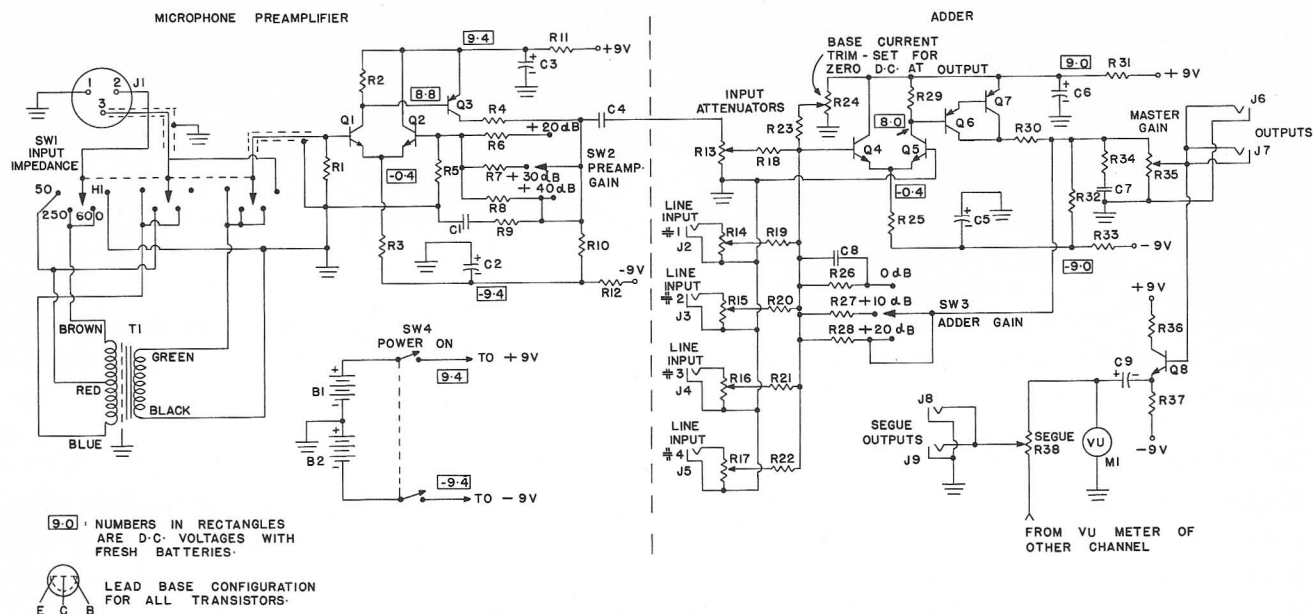 MICROPHONE PREAMPLIFIER
ADDER
J1
1
2
3
SW1
INPUT
IMPEDANCE
50
HI
250
600
R1
R2
Q1
Q2
8.8
9.4
R11
+9V
C3
Q3
R4
C4
+20dB
R6
SW2
R5
R7 +30dB
PREAMP-
GAIN
+40dB
R8
C1
R9
-0.4
R3
C2
-9.4
R10
-9V
R12
BROWN
T1
GREEN
RED
BLACK
BLUE
SW4
POWER ON
TO +9V
9.4
B1
B2
-9.4
TO -9V
9.0 : NUMBERS IN RECTANGLES
ARE D.C. VOLTAGES WITH
FRESH BATTERIES.
E C B
LEAD BASE CONFIGURATION
FOR ALL TRANSISTORS.
BASE CURRENT
TRIM-SET FOR
ZERO D.C. AT OUTPUT
9.0
R31
+9V
C6
R24
R29
Q7
INPUT
ATTENUATORS
8.0
Q6
R23
R30
MASTER
GAIN
J6
OUTPUTS
J7
R13
R18
Q4
Q5
R34
R35
C7
-0.4
R32
R25
C5
R33
-9V
-9.0
LINE
INPUT
#1
J2
R14
R19
C8
R26
0dB
LINE
INPUT
#2
J3
R15
R20
R27 +10dB
SW3
ADDER GAIN
R28 +20dB
LINE
INPUT
#3
J4
R16
R21
LINE
INPUT
#4
J5
R17
R22
+9V
R36
C9
Q8
R37
-9V
J8
SEGUE
OUTPUTS
J9
SEGUE
R38
VU
M1
FROM VU METER OF
OTHER CHANNEL